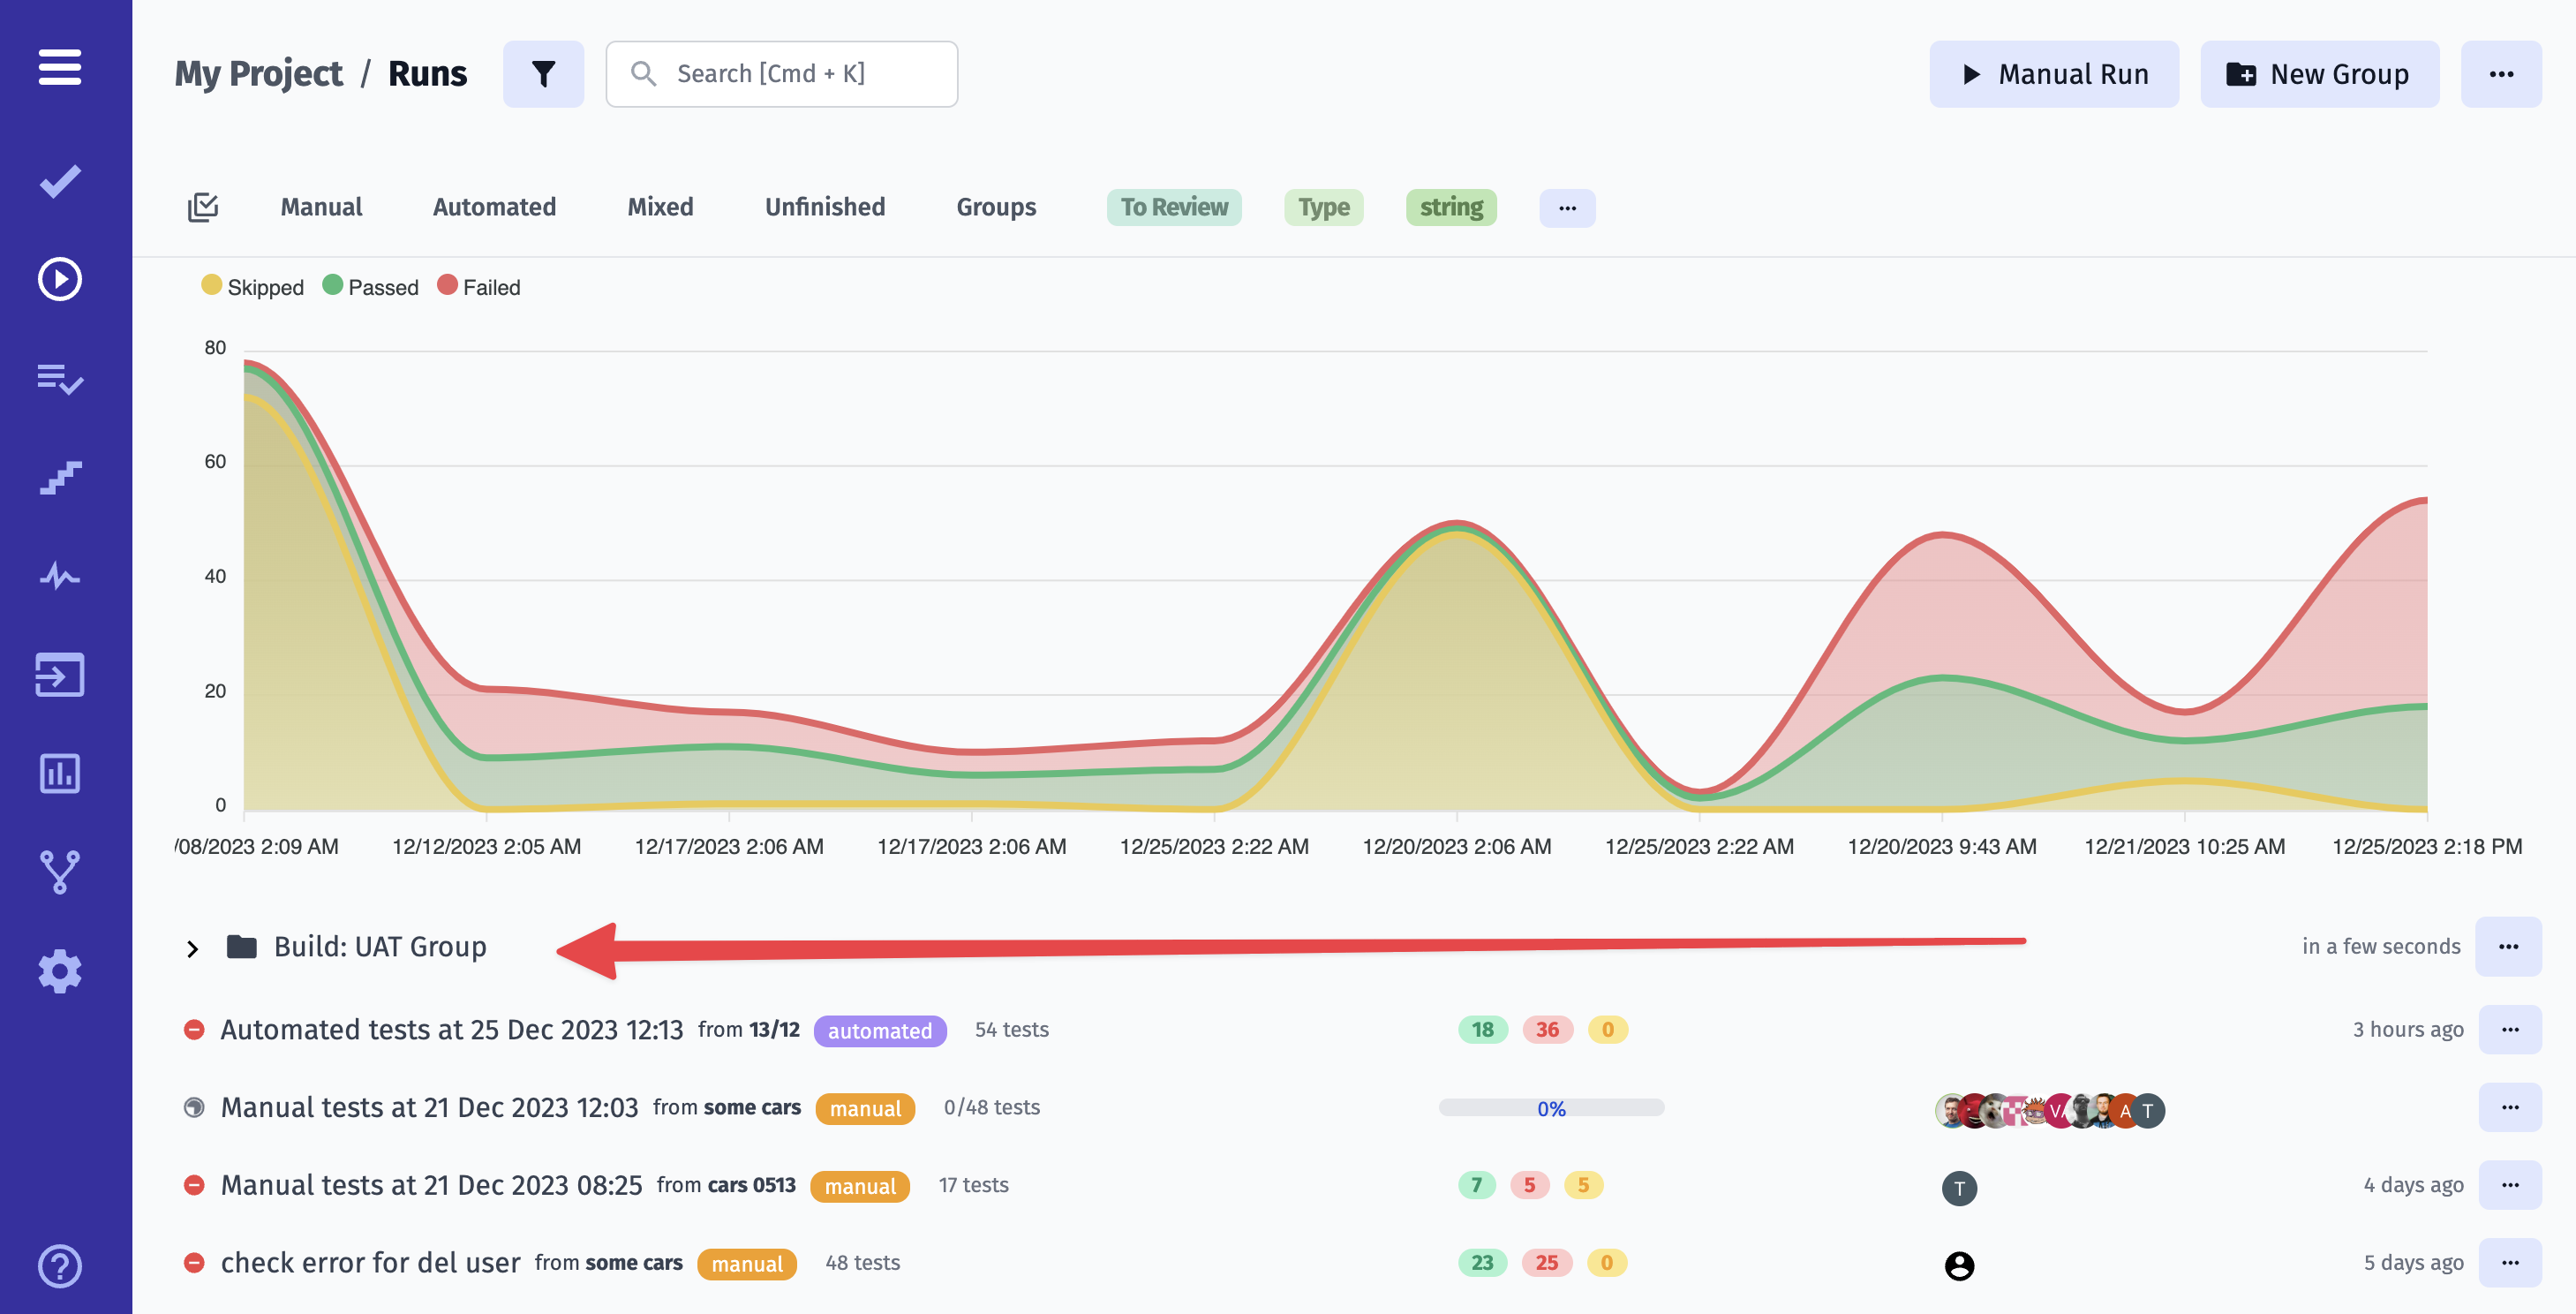 My Project / Runs
Search [Cmd + K]
Manual Run
New Group
Manual Automated Mixed Unfinished Groups To Review Type string
Skipped Passed Failed
80
60
40
20
0
/08/2023 2:09 AM 12/12/2023 2:05 AM 12/17/2023 2:06 AM 12/17/2023 2:06 AM 12/25/2023 2:22 AM 12/20/2023 2:06 AM 12/25/2023 2:22 AM 12/20/2023 9:43 AM 12/21/2023 10:25 AM 12/25/2023 2:18 PM
Build: UAT Group in a few seconds
Automated tests at 25 Dec 2023 12:13 from 13/12 automated 54 tests 18 36 0 3 hours ago
Manual tests at 21 Dec 2023 12:03 from some cars manual 0/48 tests 0% VA A T
Manual tests at 21 Dec 2023 08:25 from cars 0513 manual 17 tests 7 5 5 T 4 days ago
check error for del user from some cars manual 48 tests 23 25 0 5 days ago